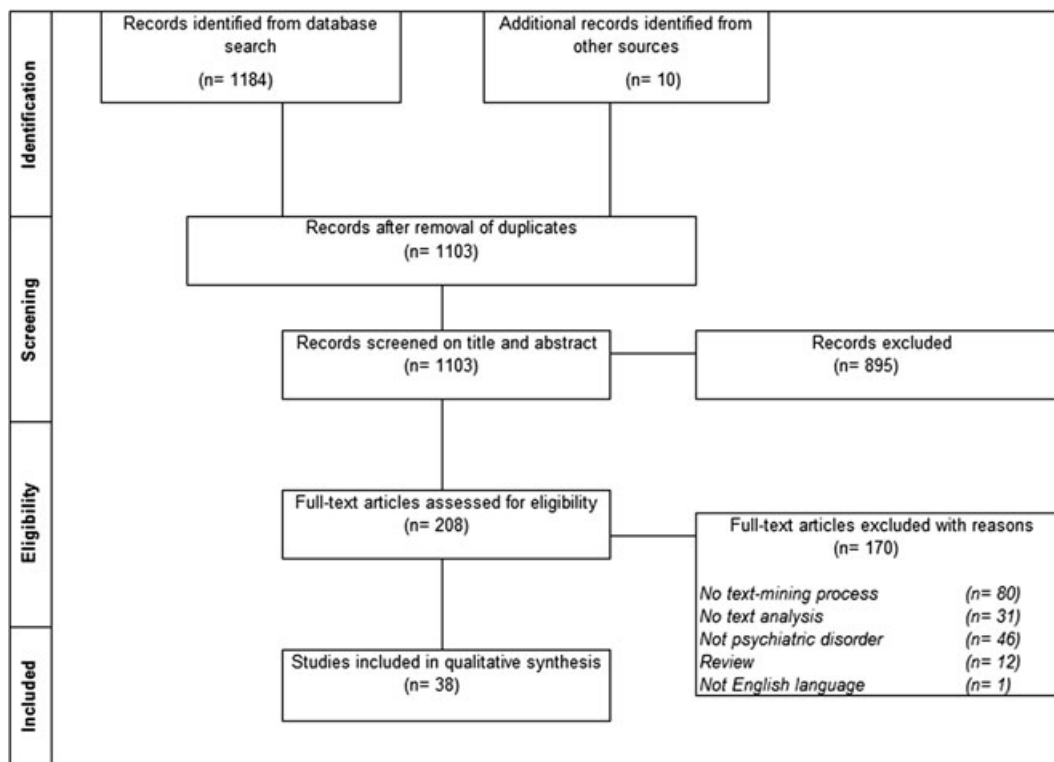 Identification
Records identified from database
search
(n= 1184)
Additional records identified from
other sources
(n= 10)
Screening
Records after removal of duplicates
(n= 1103)
Records screened on title and abstract
(n= 1103)
Records excluded
(n= 895)
Eligibility
Full-text articles assessed for eligibility
(n= 208)
Full-text articles excluded with reasons
(n= 170)
No text-mining process (n= 80)
No text analysis (n= 31)
Not psychiatric disorder (n= 46)
Review (n= 12)
Not English language (n= 1)
Included
Studies included in qualitative synthesis
(n= 38)